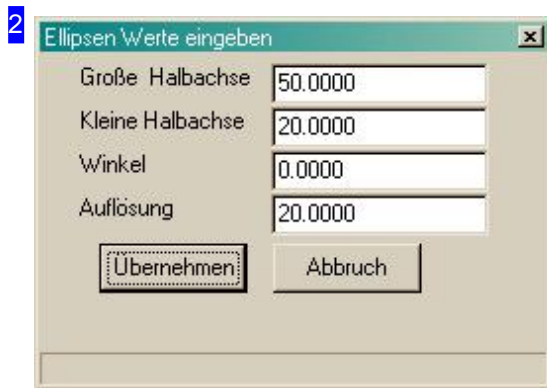 2
Ellipsen Werte eingeben
Große Halbachse 50.0000
Kleine Halbachse 20.0000
Winkel 0.0000
Auflösung 20.0000
Übernehmen Abbruch